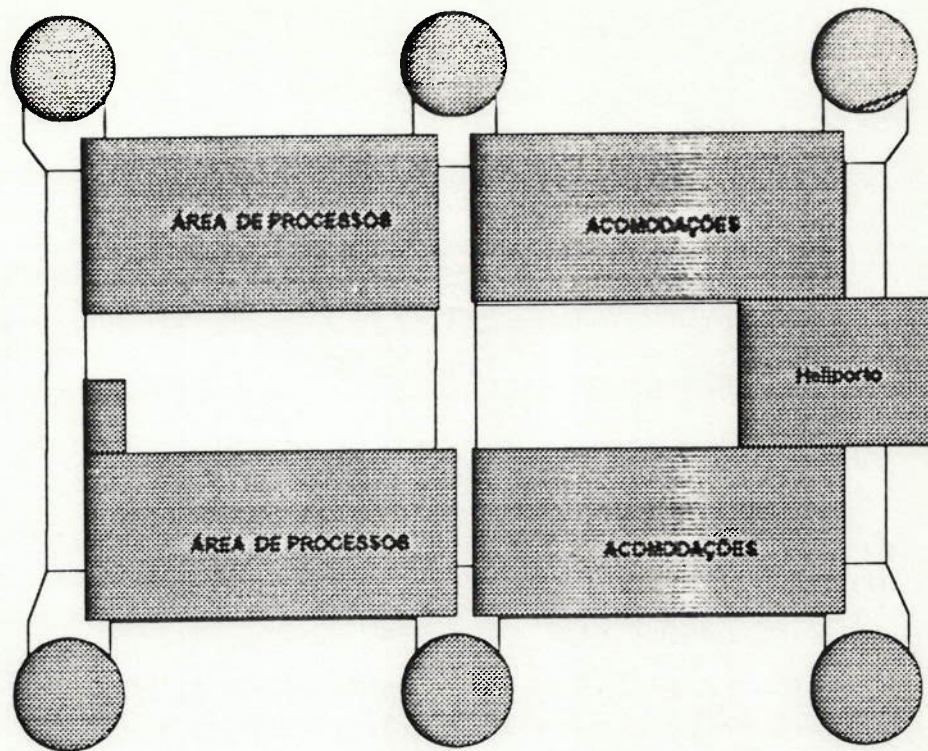 ÁREA DE PROCESSOS
ACOMODAÇÕES
Heliporto
ÁREA DE PROCESSOS
ACOMODAÇÕES